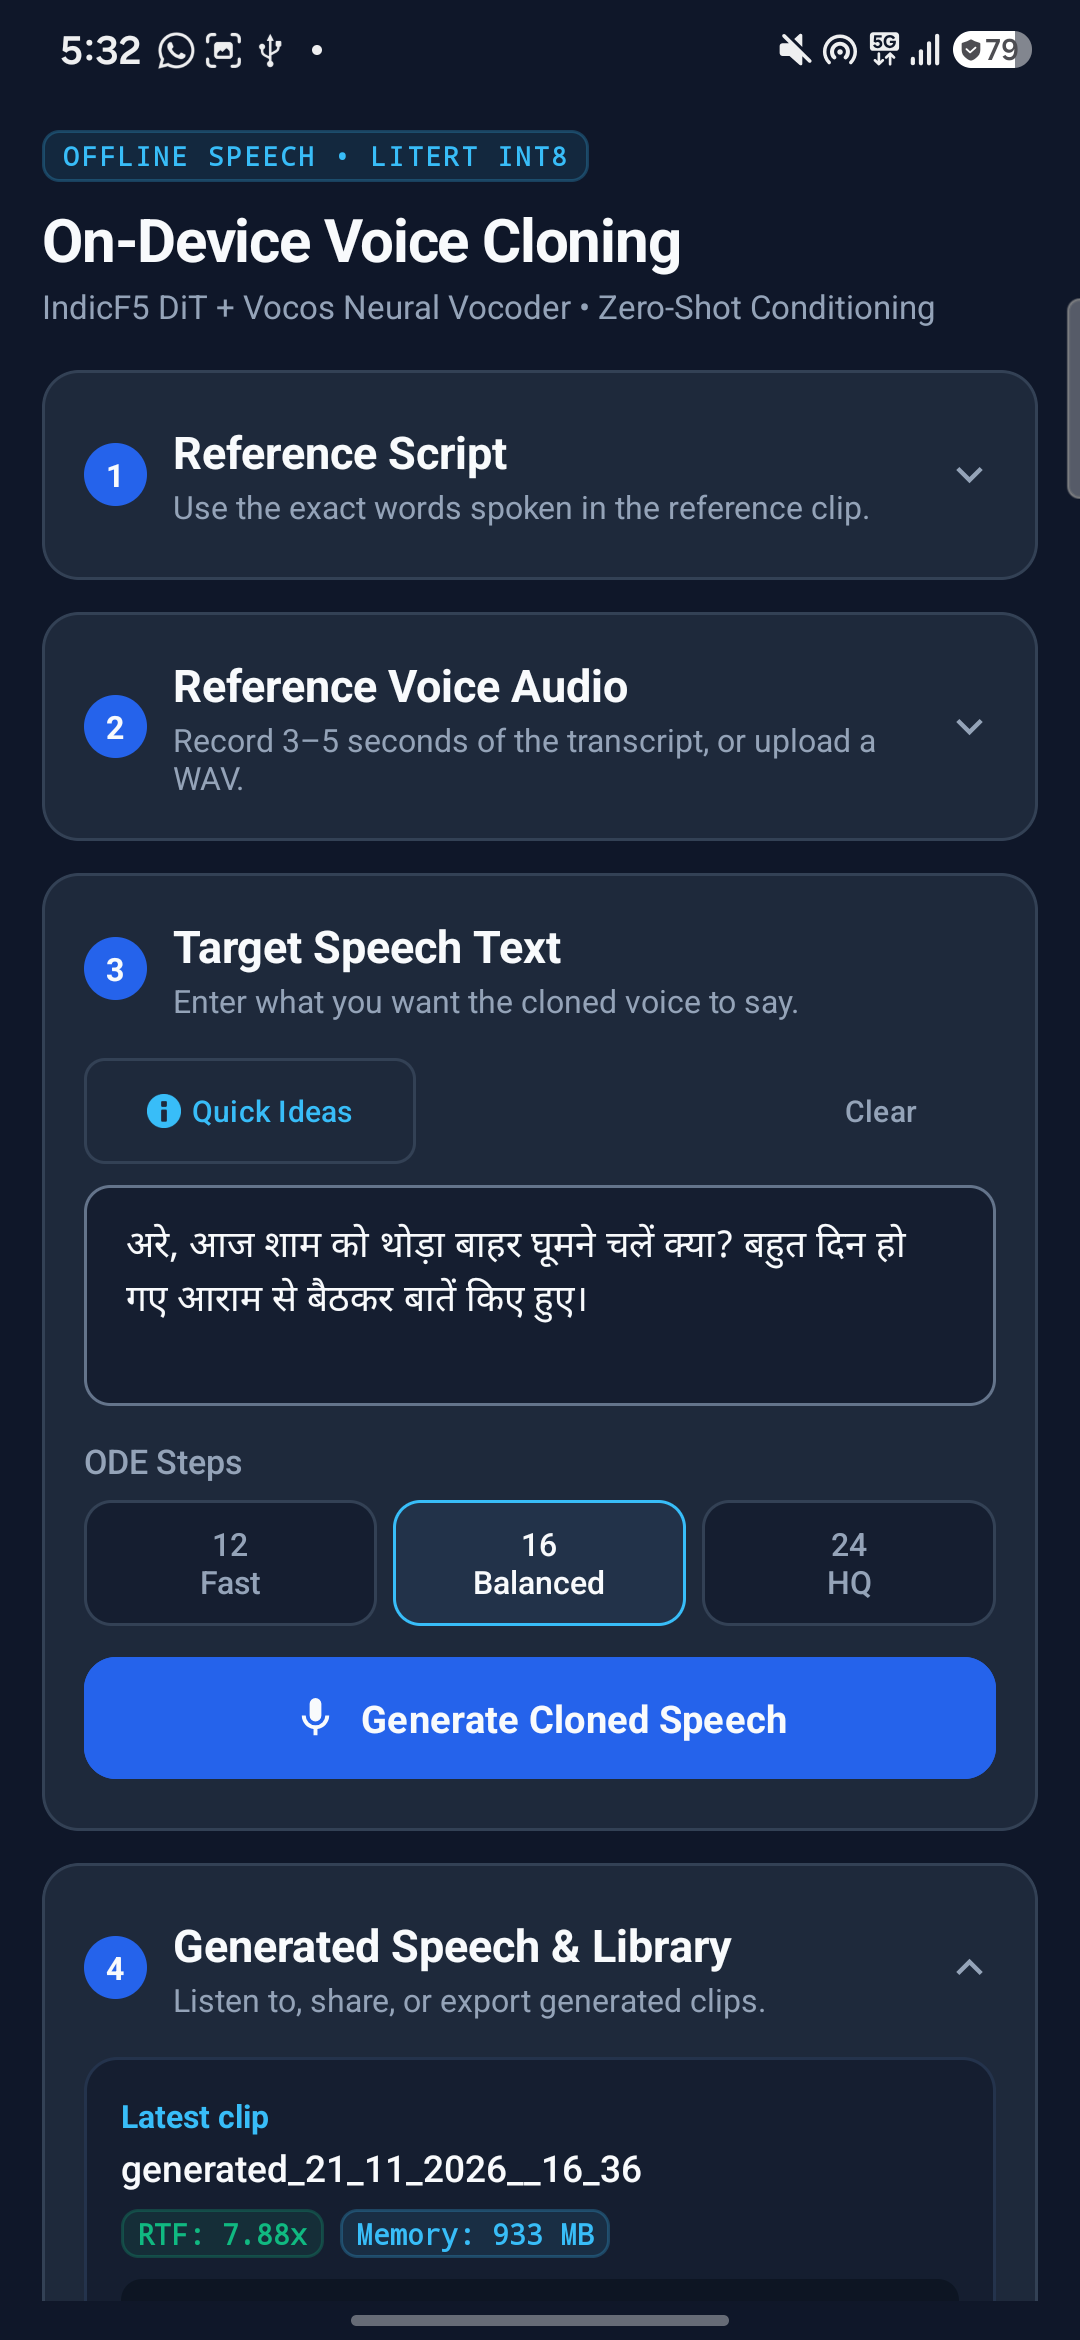 5:32
5G
79
OFFLINE SPEECH • LITERT INT8
On-Device Voice Cloning
IndicF5 DiT + Vocos Neural Vocoder • Zero-Shot Conditioning
1
Reference Script
Use the exact words spoken in the reference clip.
2
Reference Voice Audio
Record 3–5 seconds of the transcript, or upload a
WAV.
3
Target Speech Text
Enter what you want the cloned voice to say.
Quick Ideas
Clear
अरे, आज शाम को थोड़ा बाहर घूमने चलें क्या? बहुत दिन हो
गए आराम से बैठकर बातें किए हुए।
ODE Steps
12
Fast
16
Balanced
24
HQ
Generate Cloned Speech
4
Generated Speech & Library
Listen to, share, or export generated clips.
Latest clip
generated_21_11_2026__16_36
RTF: 7.88x
Memory: 933 MB